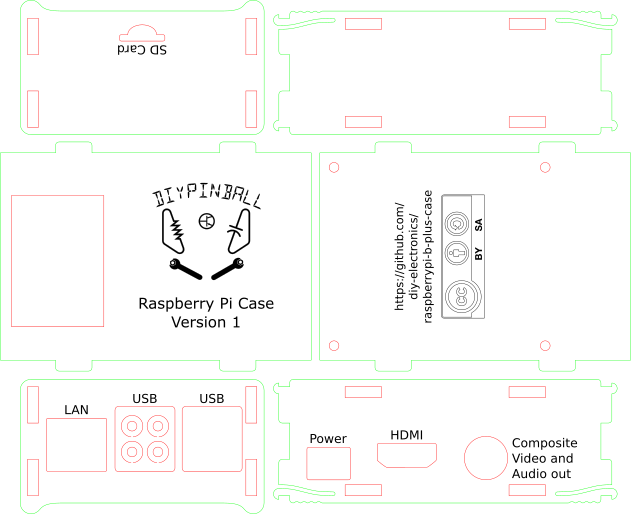 SD Card
DIYPINBALL
Raspberry Pi Case
Version 1
https://github.com/
diy-electronics/
raspberrypi-b-plus-case
CC
BY
SA
LAN
USB
USB
Power
HDMI
Composite
Video and
Audio out